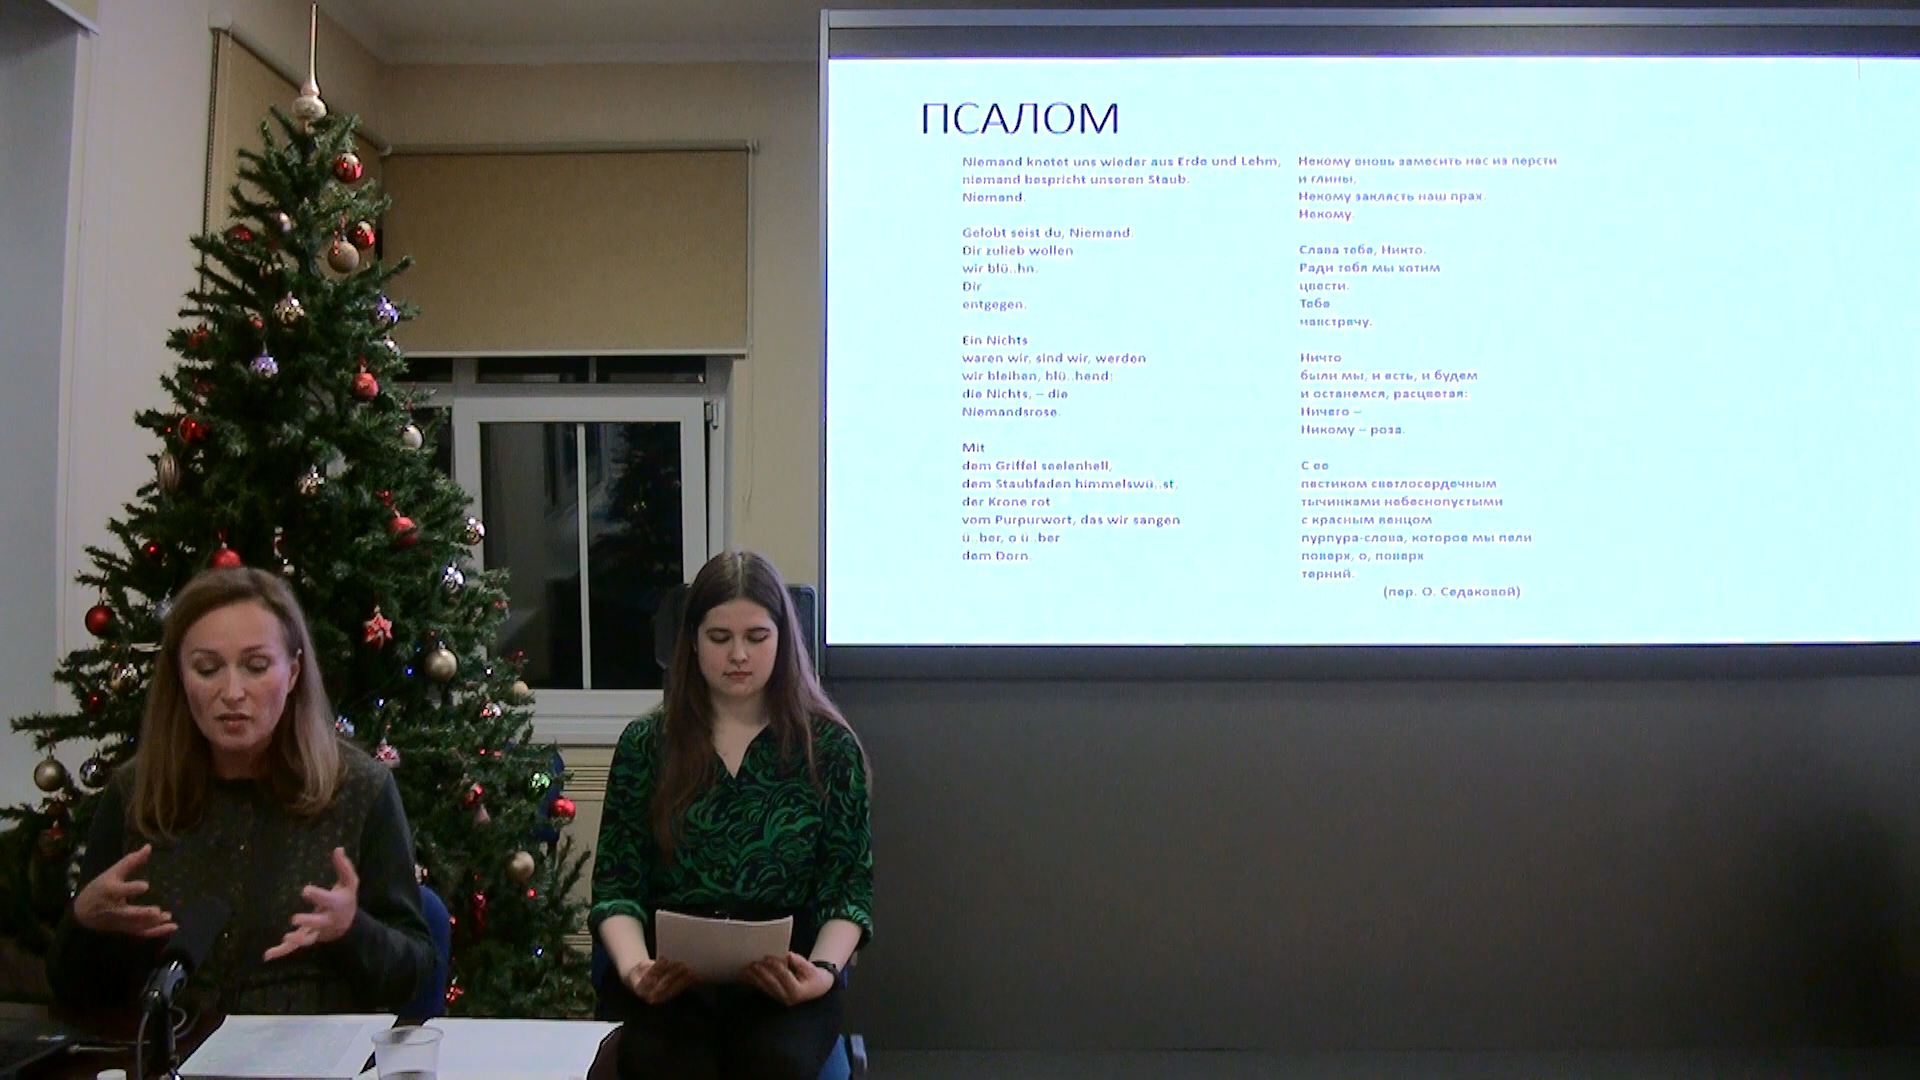 ПСАЛОМ
Niemand knetet uns wieder aus Erde und Lehm,
niemand bespricht unseren Staub.
Niemand.
Gelobt seist du, Niemand.
Dir zulieb wollen
wir blü..hn.
Dir
entgegen.
Ein Nichts
waren wir, sind wir, werden
wir bleiben, blü..hend:
die Nichts, – die
Niemandsrose.
Mit
dem Griffel seelenhell,
dem Staubfaden himmelswü..st,
der Krone rot
vom Purpurwort, das wir sangen
ü..ber, o ü..ber
dem Dorn.
Некому вновь замесить нас из персти
и глины,
Некому заклясть наш прах.
Некому.
Слава тебе, Никто.
Ради тебя мы хотим
цвести.
Тебе
навстречу.
Ничто
были мы, и есть, и будем
и останемся, расцветая:
Ничего –
Никому – роза.
С ее
пестиком светлосердечным
тычинками небеснопустыми
с красным венцом
пурпура-слова, которое мы пели
поверх, о, поверх
терний.
(пер. О. Седаковой)